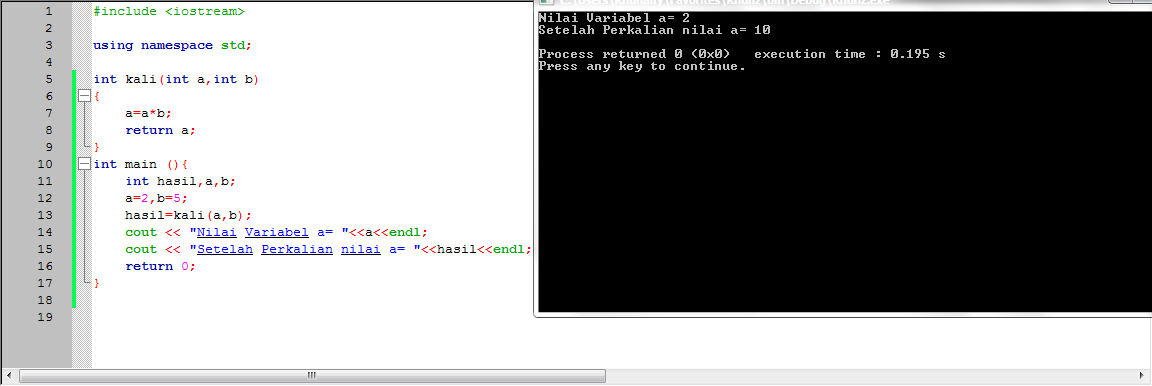 1 #include <iostream>
2
3 using namespace std;
4
5 int kali(int a,int b)
6 {
7 a=a*b;
8 return a;
9 }
10 int main (){
11 int hasil,a,b;
12 a=2,b=5;
13 hasil=kali(a,b);
14 cout << "Nilai Variabel a= "<<a<<endl;
15 cout << "Setelah Perkalian nilai a= "<<hasil<<endl;
16 return 0;
17 }
18
19
Nilai Variabel a= 2
Setelah Perkalian nilai a= 10
Process returned 0 (0x0) execution time : 0.195 s
Press any key to continue.